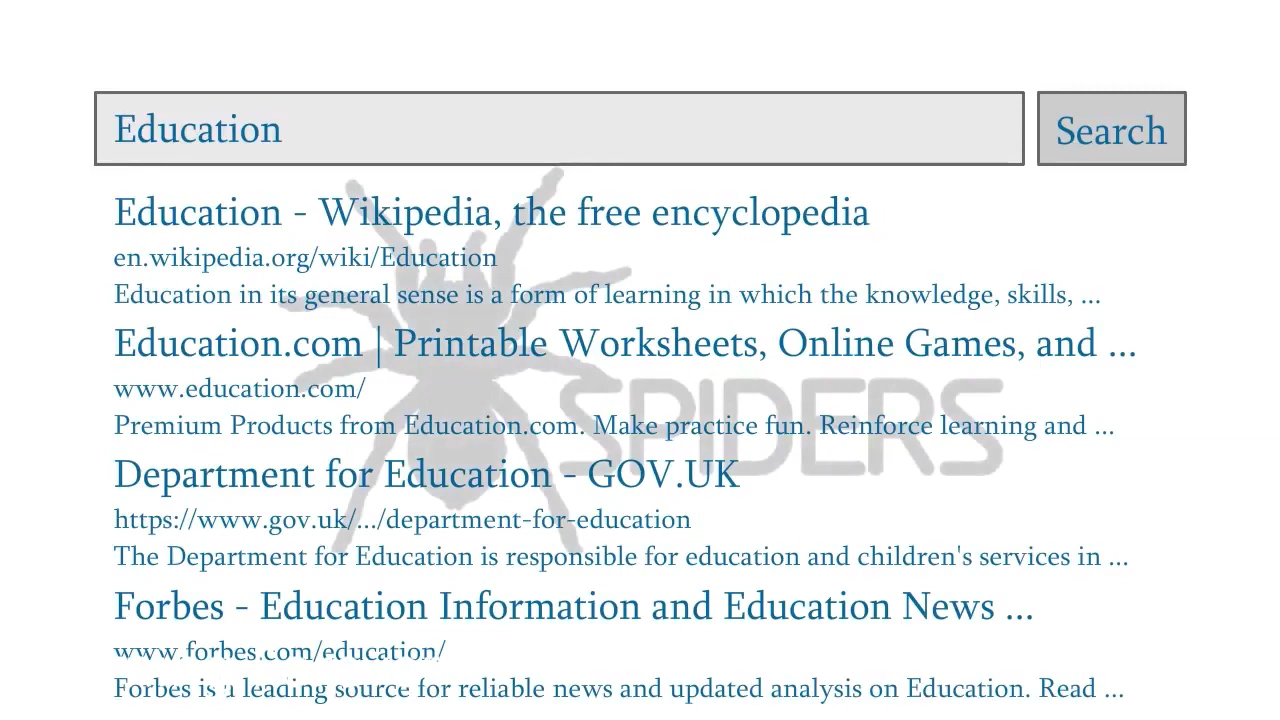 Education
Search
Education - Wikipedia, the free encyclopedia
en.wikipedia.org/wiki/Education
Education in its general sense is a form of learning in which the knowledge, skills, ...
Education.com | Printable Worksheets, Online Games, and ...
www.education.com/
SPIDERS
Premium Products from Education.com. Make practice fun. Reinforce learning and ...
Department for Education - GOV.UK
https://www.gov.uk/.../department-for-education
The Department for Education is responsible for education and children's services in ...
Forbes - Education Information and Education News ...
www.forbes.com/education/
Forbes is a leading source for reliable news and updated analysis on Education. Read ...